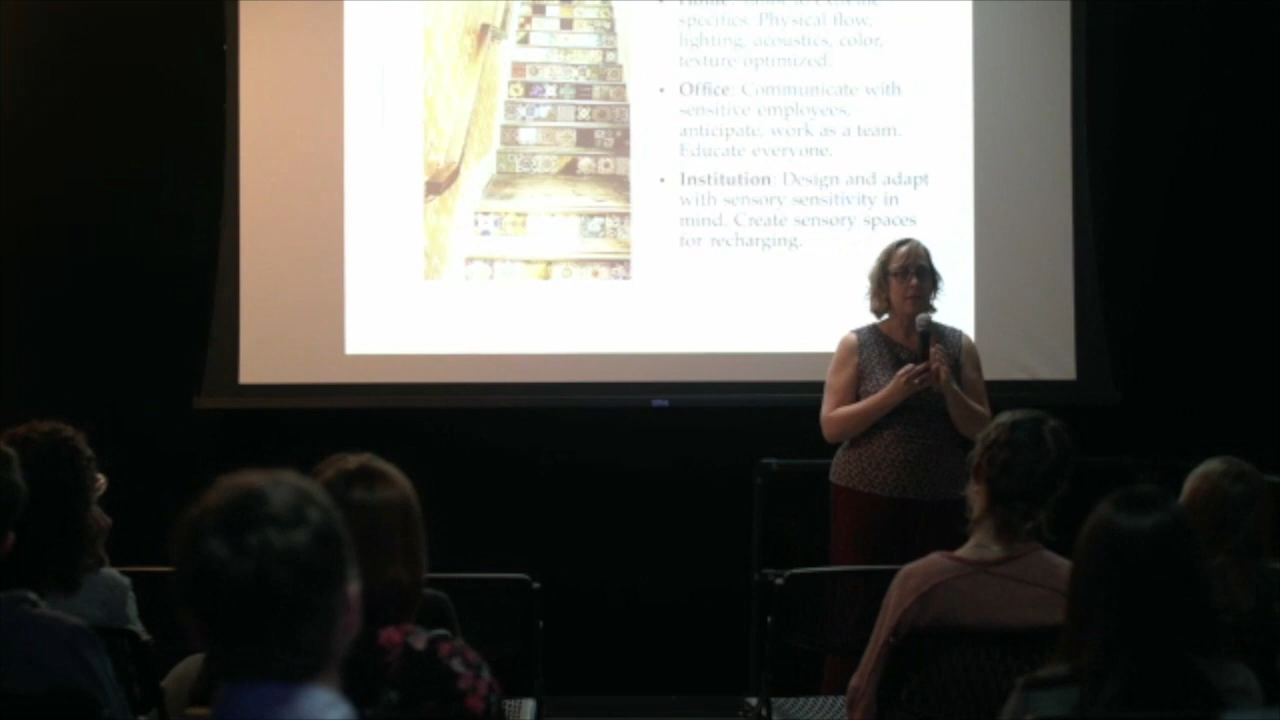 specifics. Physical flow,
lighting, acoustics, color,
texture optimized.
• Office: Communicate with
sensitive employees,
anticipate, work as a team.
Educate everyone.
• Institution: Design and adapt
with sensory sensitivity in
mind. Create sensory spaces
for recharging.